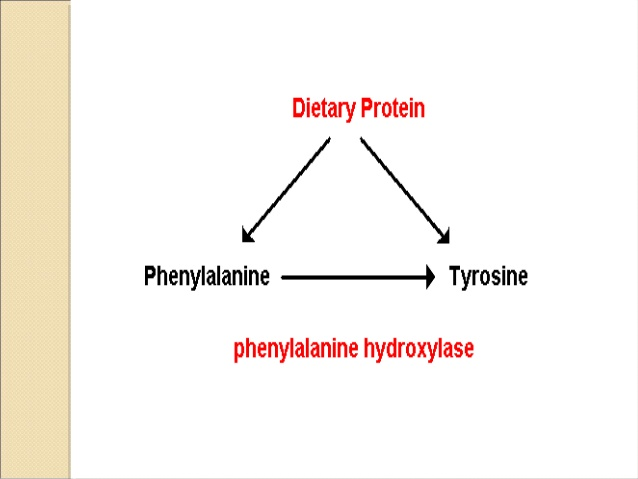 Dietary Protein
Phenylalanine Tyrosine
phenylalanine hydroxylase